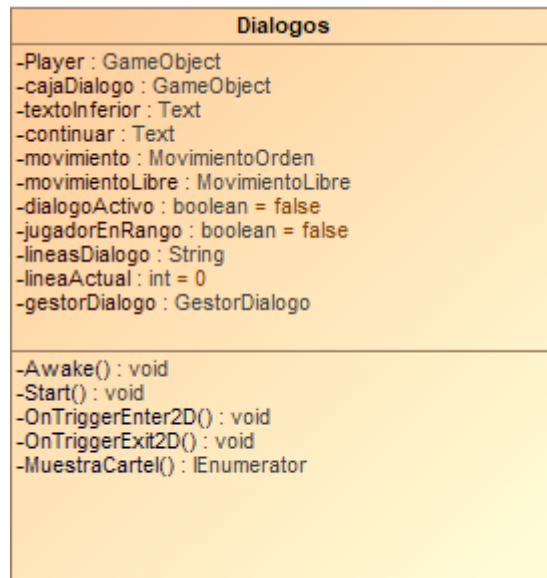 Dialogos
-Player : GameObject
-cajaDialogo : GameObject
-textoInferior : Text
-continuar : Text
-movimiento : MovimientoOrden
-movimientoLibre : MovimientoLibre
-dialogoActivo : boolean = false
-jugadorEnRango : boolean = false
-lineasDialogo : String
-lineaActual : int = 0
-gestorDialogo : GestorDialogo
-Awake() : void
-Start() : void
-OnTriggerEnter2D() : void
-OnTriggerExit2D() : void
-MuestraCartel() : IEnumerator